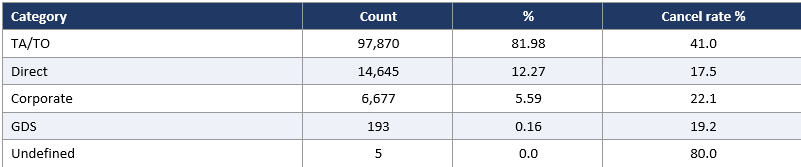 Category Count % Cancel rate %
TA/TO 97,870 81.98 41.0
Direct 14,645 12.27 17.5
Corporate 6,677 5.59 22.1
GDS 193 0.16 19.2
Undefined 5 0.0 80.0